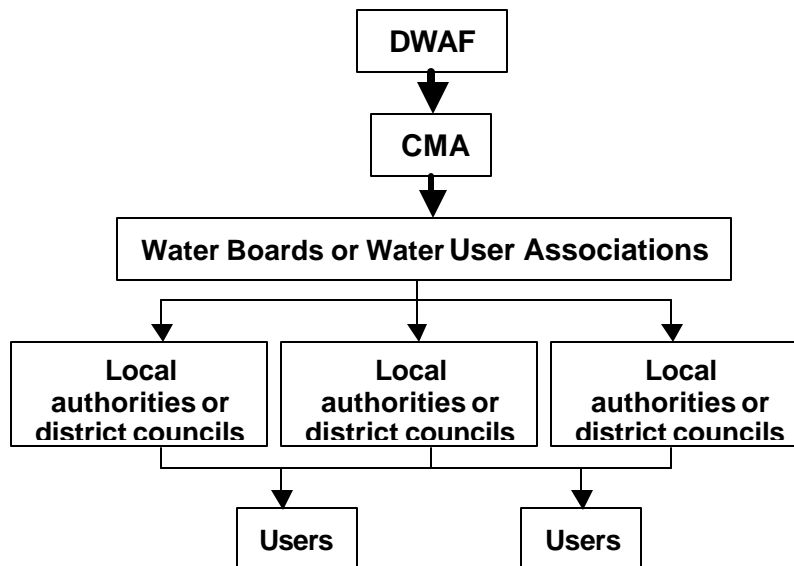 DWAF
CMA
Water Boards or Water User Associations
Local
authorities or
district councils
Local
authorities or
district councils
Local
authorities or
district councils
Users
Users